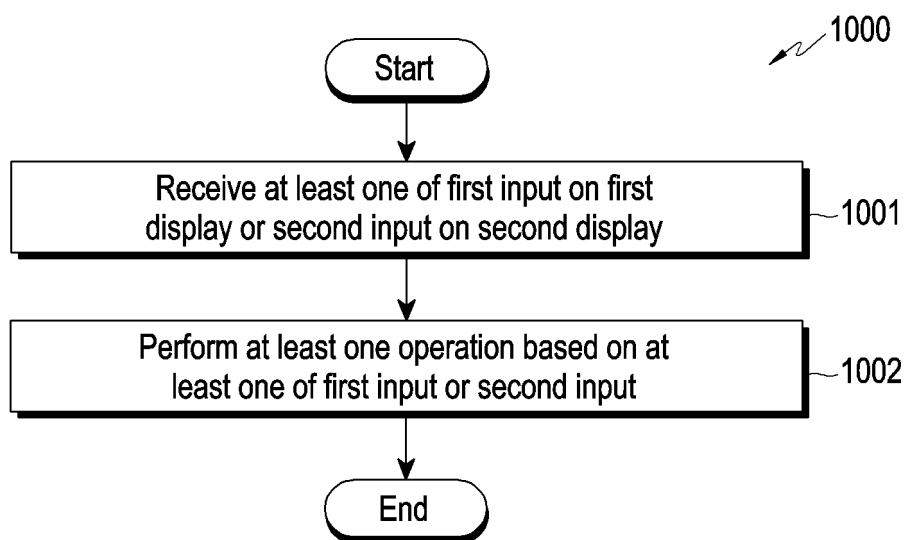 1000
Start
Receive at least one of first input on first
display or second input on second display
1001
Perform at least one operation based on at
least one of first input or second input
1002
End